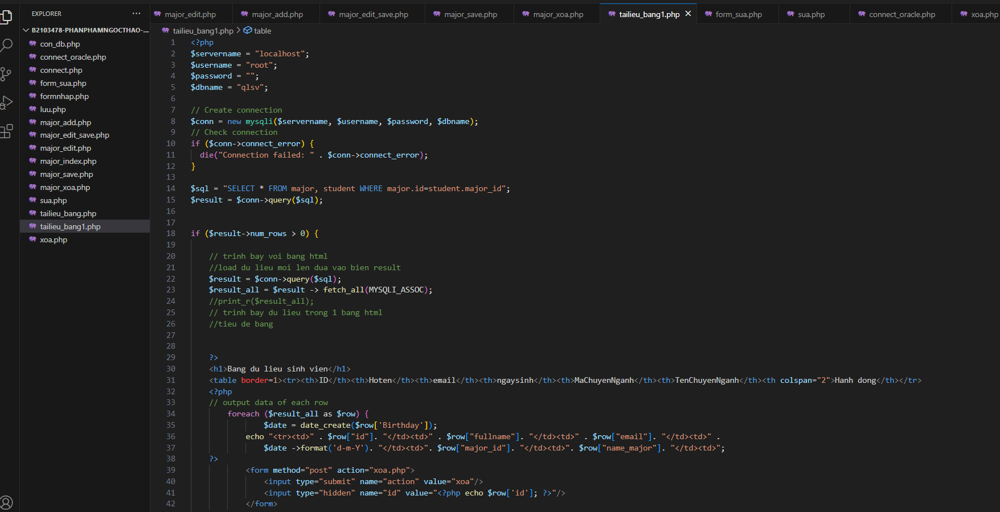 EXPLORER
B2103478-PHANPHAMNGOCTHAO-...
con_db.php
connect_oracle.php
connect.php
form_sua.php
formnhap.php
luu.php
major_add.php
major_edit_save.php
major_edit.php
major_index.php
major_save.php
major_xoa.php
sua.php
tailieu_bang.php
tailieu_bang1.php
xoa.php
major_edit.php major_add.php major_edit_save.php major_save.php major_xoa.php tailieu_bang1.php form_sua.php sua.php connect_oracle.php xoa.php
tailieu_bang1.php > table
1 <?php
2 $servername = "localhost";
3 $username = "root";
4 $password = "";
5 $dbname = "qlsv";
6
7 // Create connection
8 $conn = new mysqli($servername, $username, $password, $dbname);
9 // Check connection
10 if ($conn->connect_error) {
11 die("Connection failed: " . $conn->connect_error);
12 }
13
14 $sql = "SELECT * FROM major, student WHERE major.id=student.major_id";
15 $result = $conn->query($sql);
16
17
18 if ($result->num_rows > 0) {
19
20 // trinh bay voi bang html
21 //load du lieu moi len dua vao bien result
22 $result = $conn->query($sql);
23 $result_all = $result -> fetch_all(MYSQLI_ASSOC);
24 //print_r($result_all);
25 // trinh bay du lieu trong 1 bang html
26 //tieu de bang
27
28
29 ?>
30 <h1>Bang du lieu sinh vien</h1>
31 <table border=1><tr><th>ID</th><th>Hoten</th><th>email</th><th>ngaysinh</th><th>MaChuyenNganh</th><th>TenChuyenNganh</th><th colspan="2">Hanh dong</th></tr>
32 <?php
33 // output data of each row
34 foreach ($result_all as $row) {
35 $date = date_create($row['Birthday']);
36 echo "<tr><td>" . $row["id"]. "</td><td>" . $row["fullname"]. "</td><td>" . $row["email"]. "</td><td>" .
37 $date ->format('d-m-Y'). "</td><td>". $row["major_id"]. "</td><td>". $row["name_major"]. "</td><td>";
38 ?>
39 <form method="post" action="xoa.php">
40 <input type="submit" name="action" value="xoa"/>
41 <input type="hidden" name="id" value="<?php echo $row['id']; ?>"/>
42 </form>